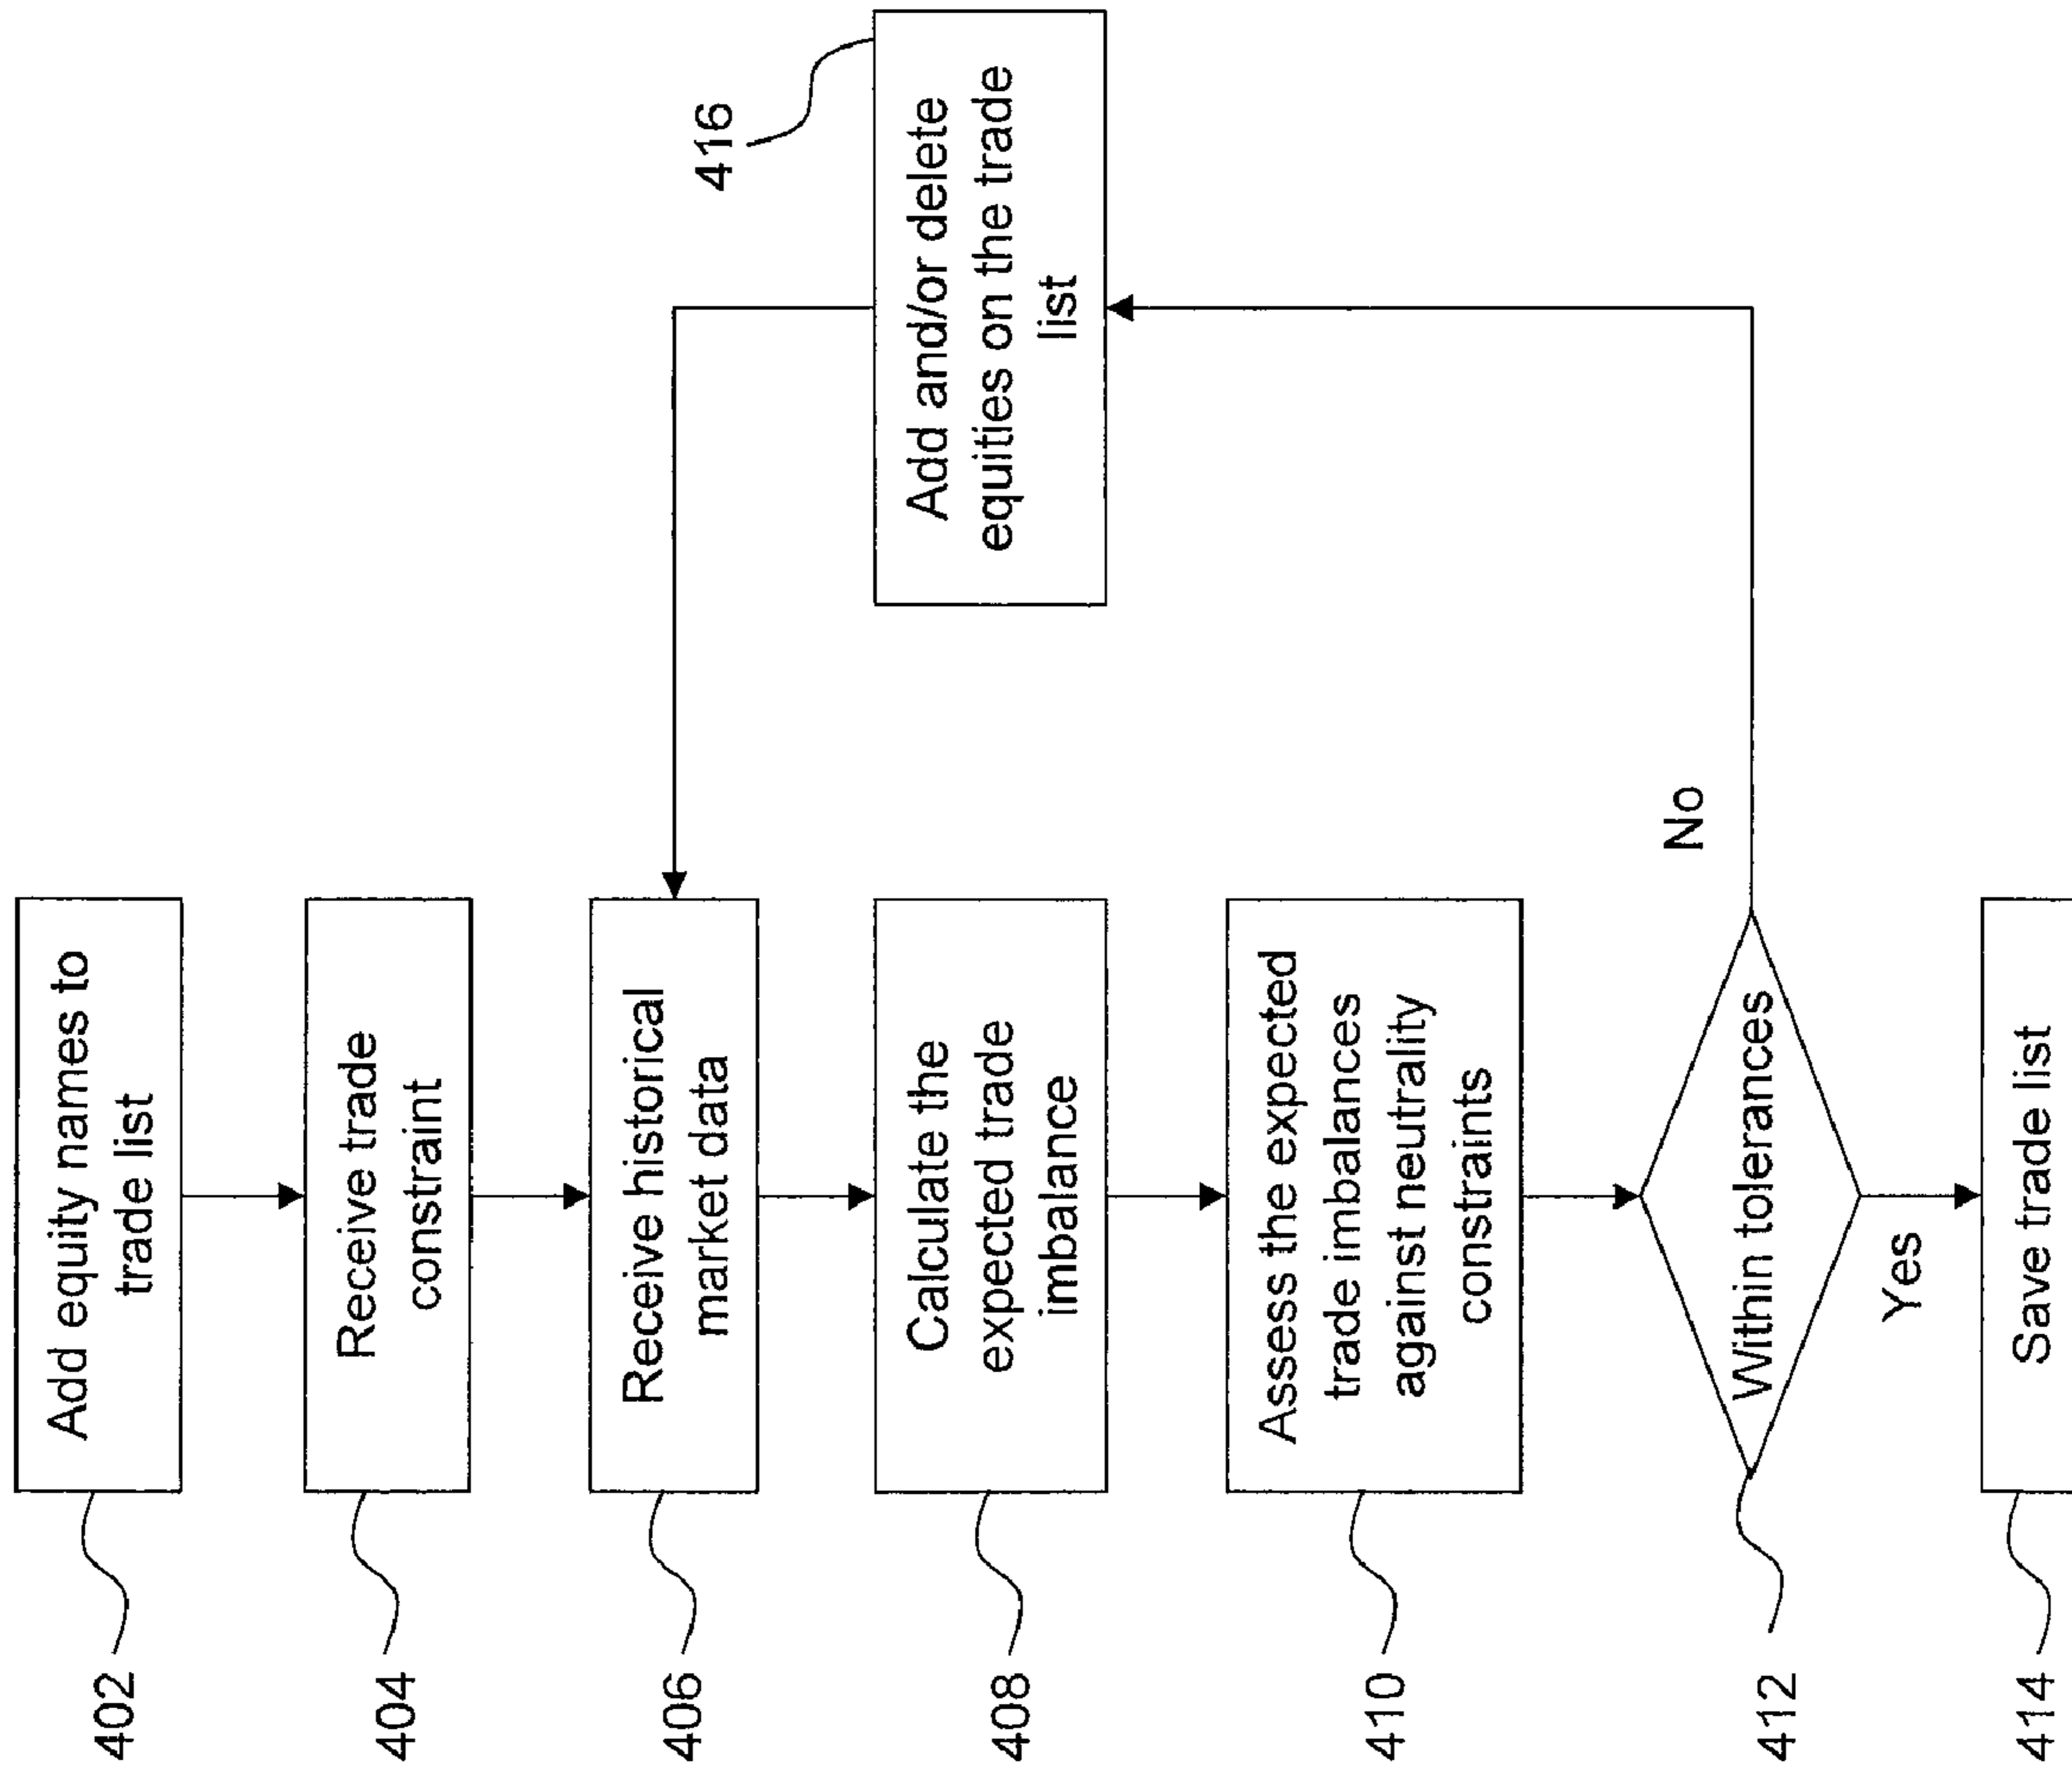 402
Add equity names to
trade list
404
Receive trade
constraint
406
Receive historical
market data
408
Calculate the
expected trade
imbalance
416
Add and/or delete
equities on the trade
list
410
Assess the expected
trade imbalances
against neutrality
constraints
412
Within tolerances
No
Yes
414
Save trade list